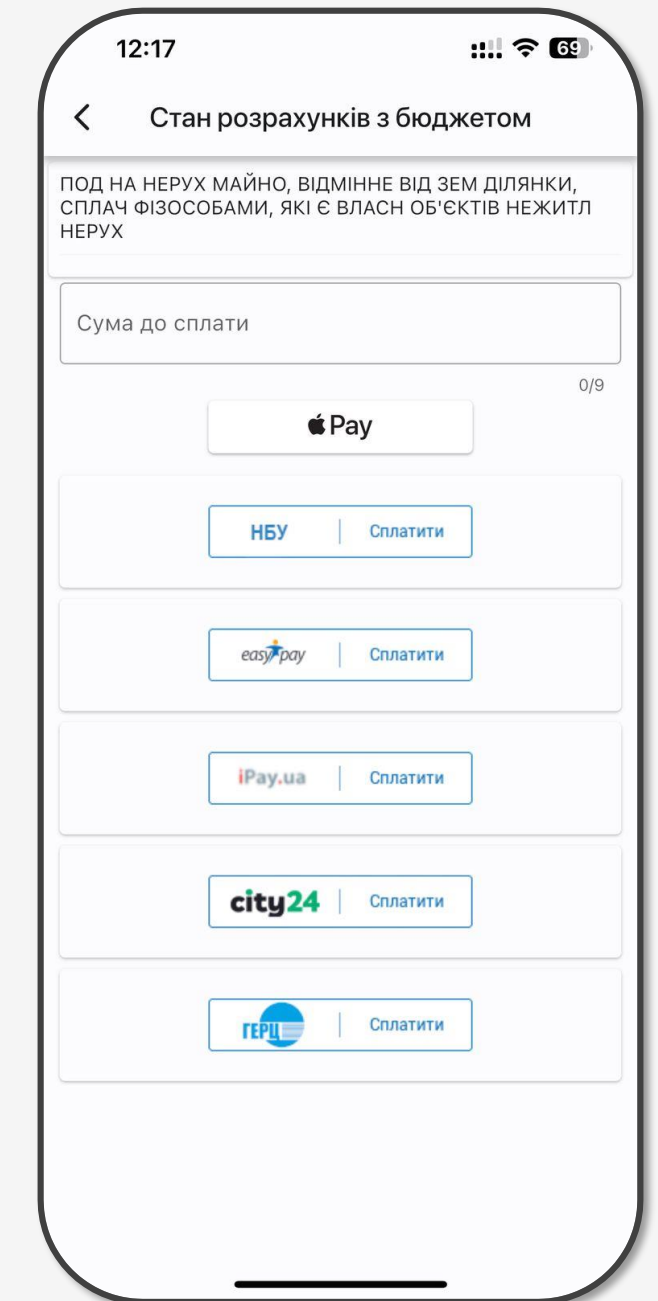 12:17
69
Стан розрахунків з бюджетом
ПОД НА НЕРУХ МАЙНО, ВІДМІННЕ ВІД ЗЕМ ДІЛЯНКИ,
СПЛАЧ ФІЗОСОБАМИ, ЯКІ Є ВЛАСН ОБ'ЄКТІВ НЕЖИТЛ
НЕРУХ
Сума до сплати
0/9
Pay
НБУ | Сплатити
easypay | Сплатити
iPay.ua | Сплатити
city24 | Сплатити
ГЕРЦ | Сплатити